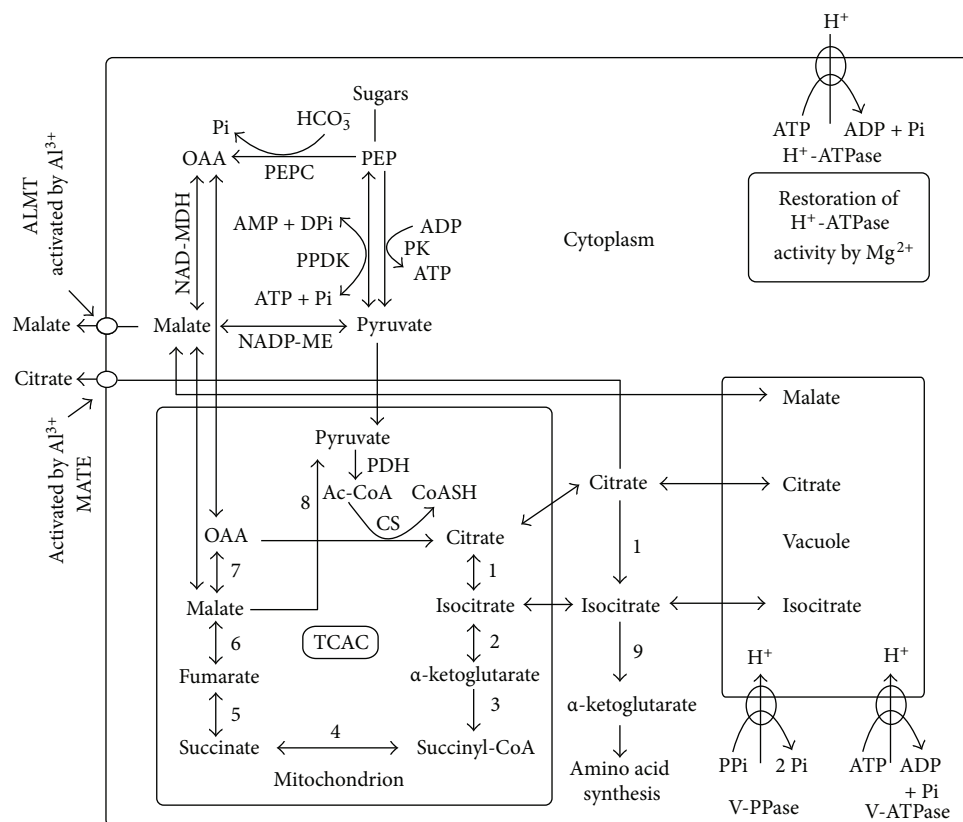 H+
Sugars
HCO3−
Pi
ATP
ADP + Pi
OAA
PEPC
PEP
H+-ATPase
ALMT
activated by Al3+
NAD-MDH
Restoration of
H+-ATPase
activity by Mg2+
AMP + DPi
ADP
PK
ATP
PPDK
Cytoplasm
ATP + Pi
Malate
Malate
NADP-ME
Pyruvate
Citrate
Activated by Al3+
MATE
Malate
Pyruvate
PDH
8
Ac-CoA
CoASH
Citrate
Citrate
CS
OAA
Citrate
1
Vacuole
7
1
Malate
Isocitrate
Isocitrate
Isocitrate
6
TCAC
2
9
Fumarate
α-ketoglutarate
H+
H+
5
3
α-ketoglutarate
4
Succinate
Succinyl-CoA
PPi
2 Pi
ATP
ADP
+ Pi
Mitochondrion
Amino acid
synthesis
V-PPase
V-ATPase